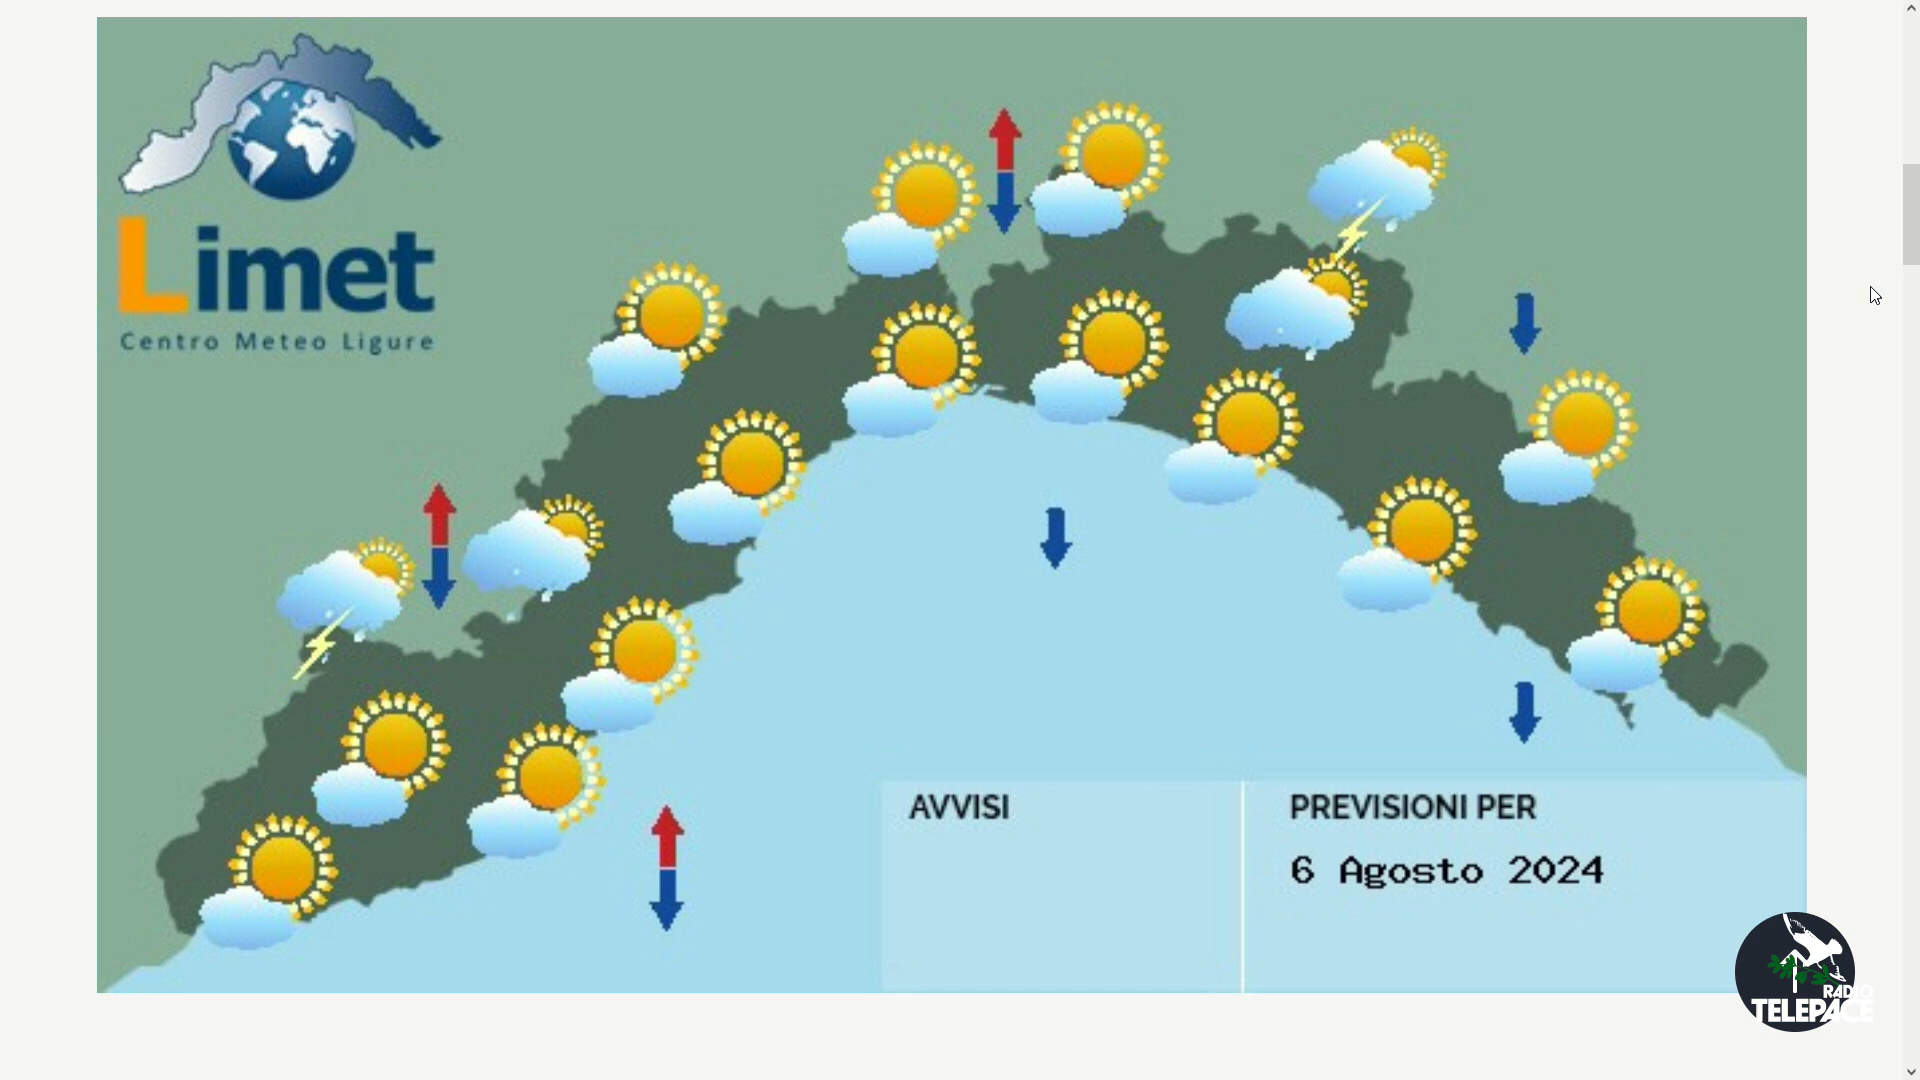 Limet
Centro Meteo Ligure
AVVISI
PREVISIONI PER
6 Agosto 2024
RADIO
TELEPACE